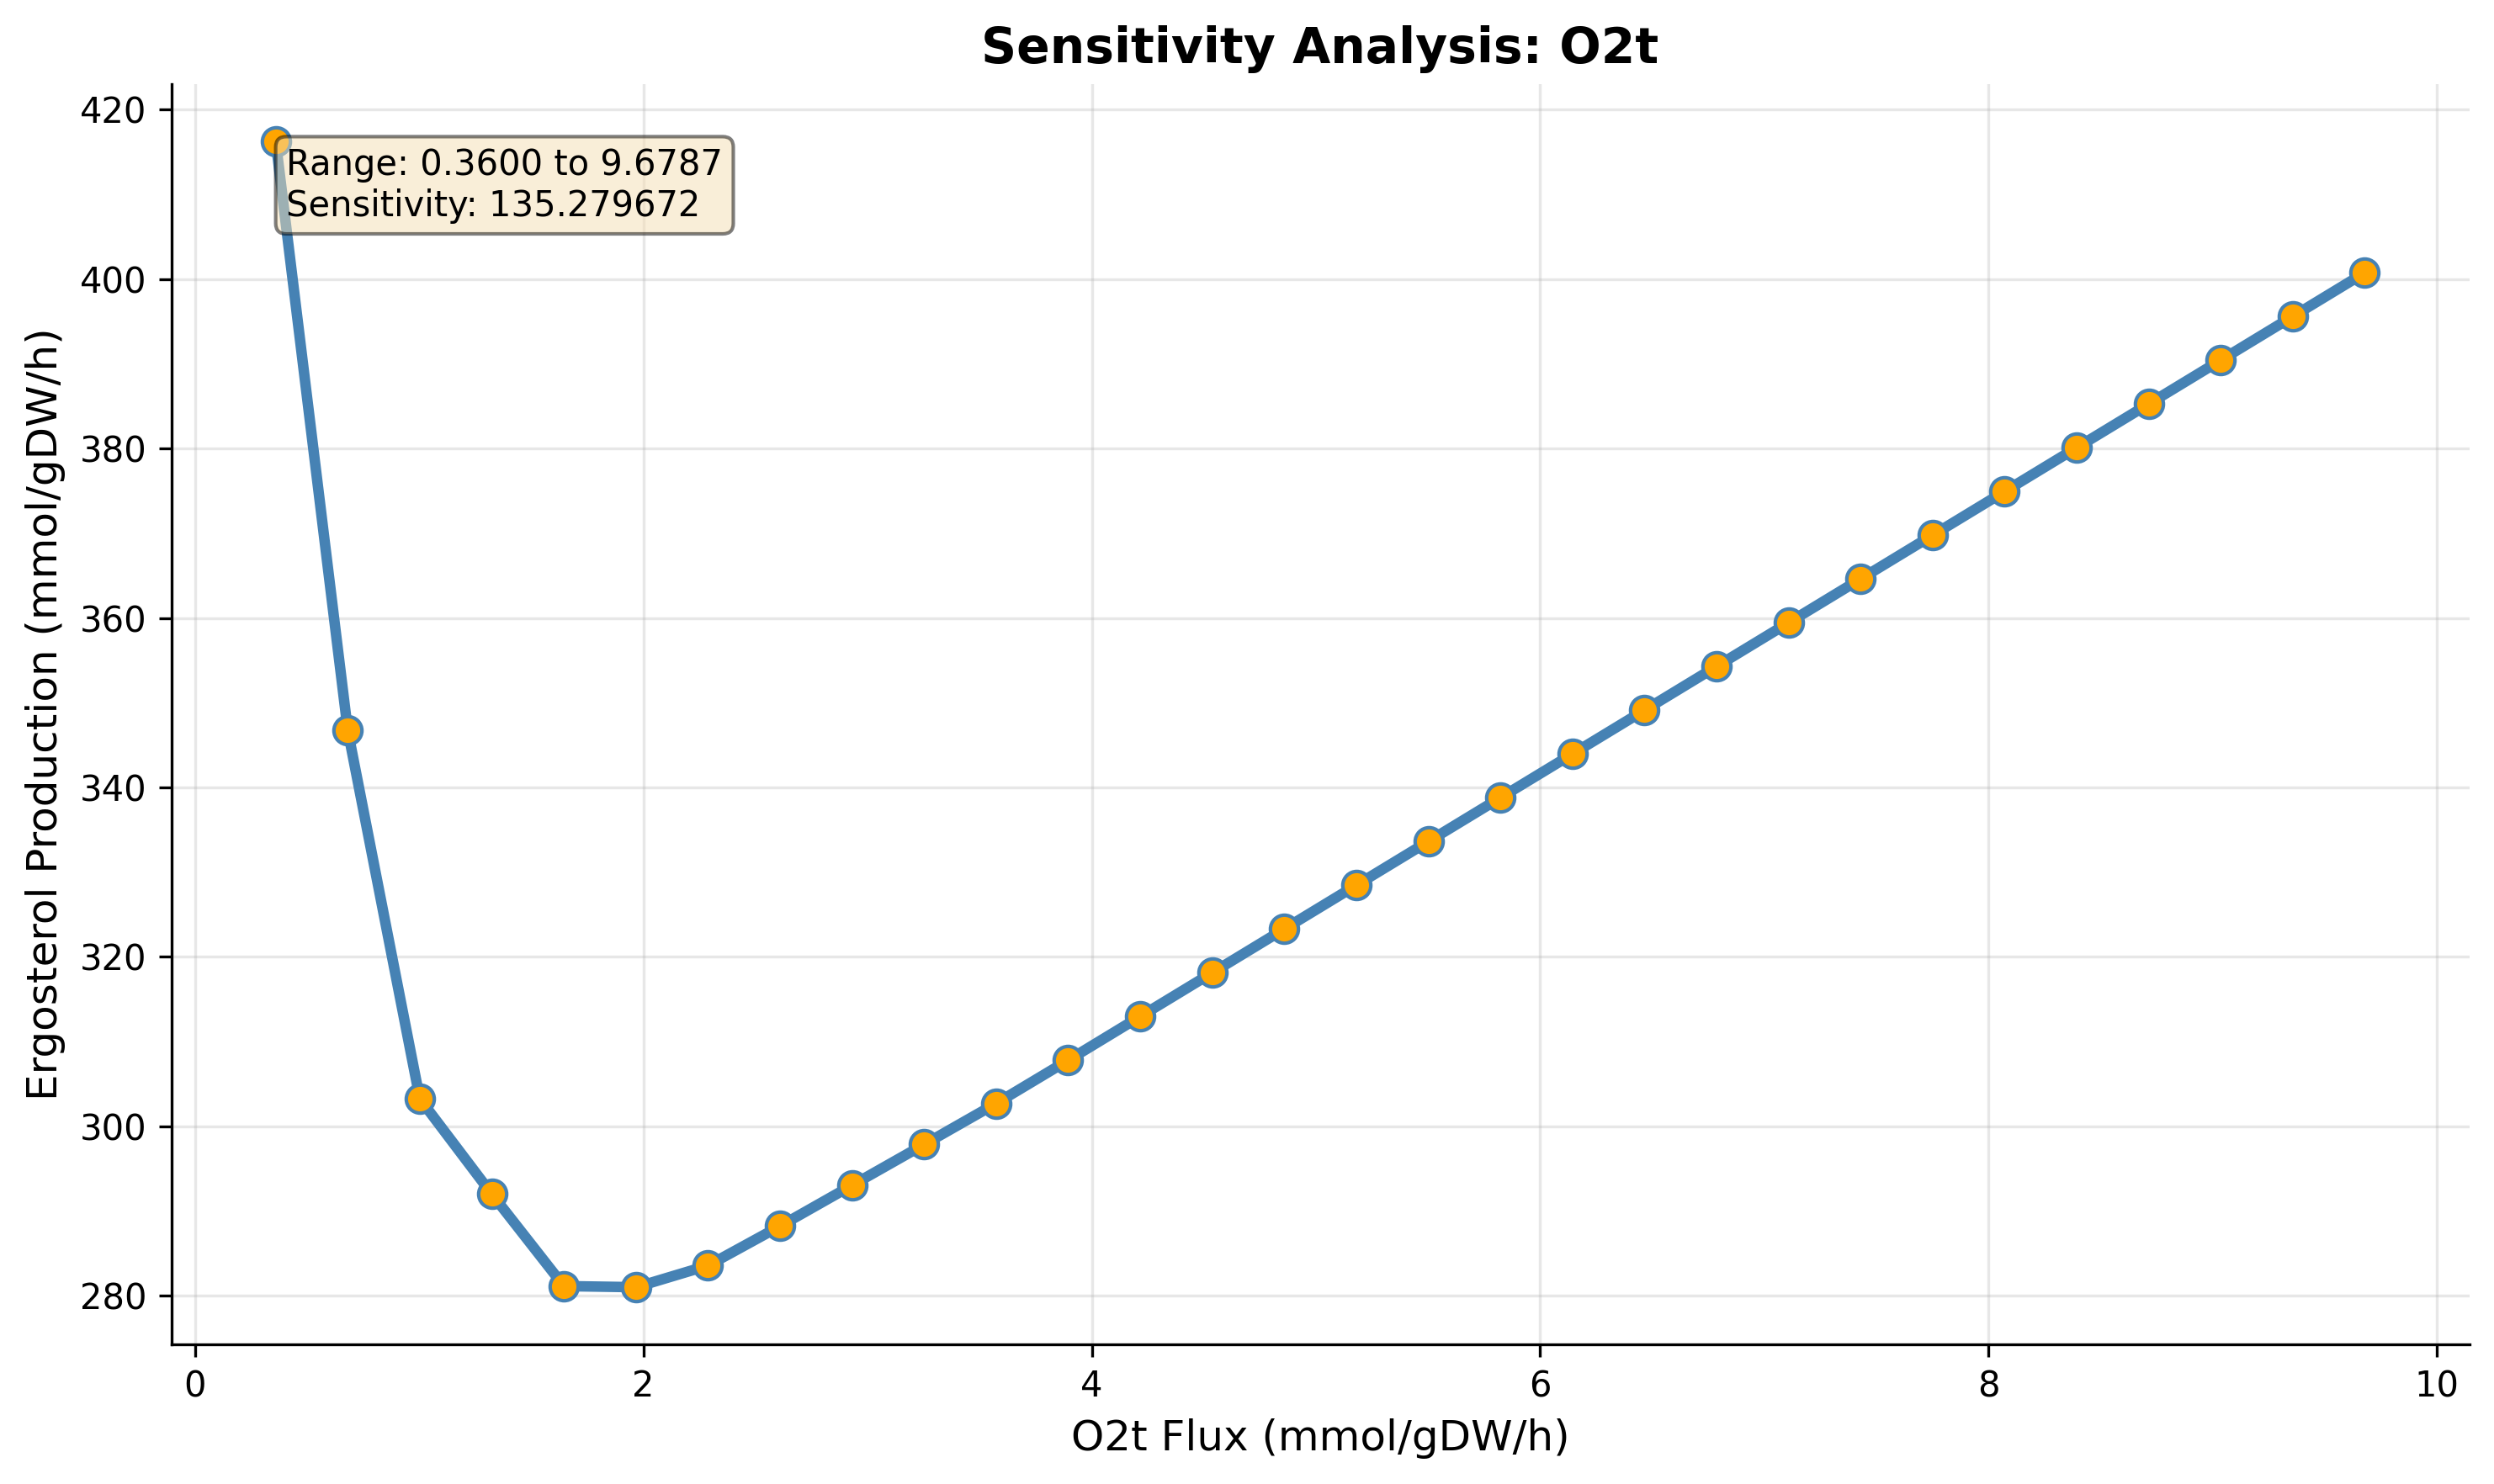 Sensitivity Analysis: O2t
Range: 0.3600 to 9.6787
Sensitivity: 135.279672
Ergosterol Production (mmol/gDW/h)
420
400
380
360
340
320
300
280
0 2 4 6 8 10
O2t Flux (mmol/gDW/h)